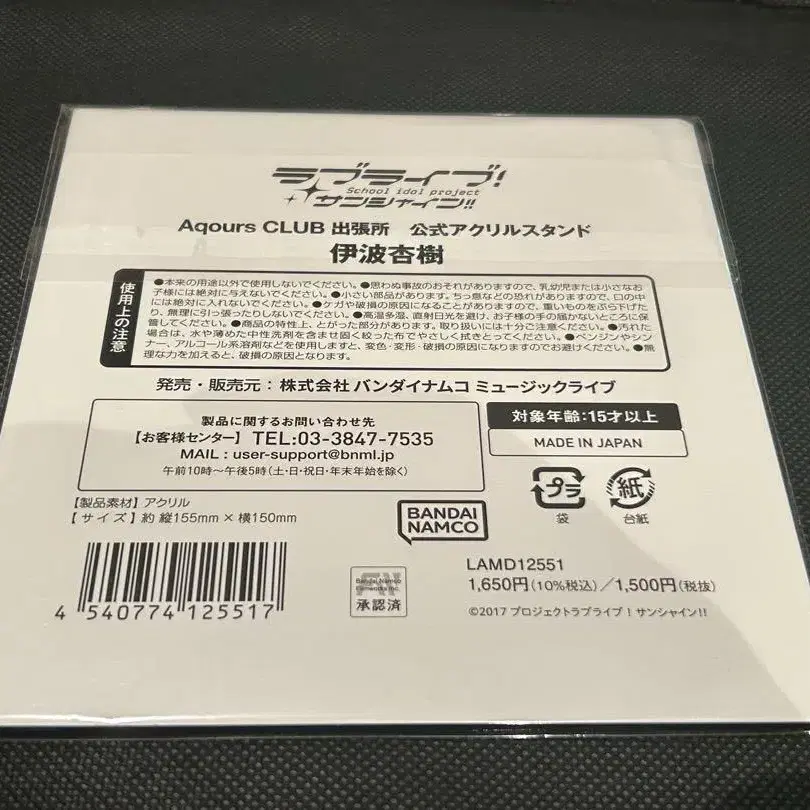 ラブライブ!
School idol project
サンシャイン!!
Aqours CLUB 出張所 公式アクリルスタンド
伊波杏樹
使用上の注意
●本来の用途以外で使用しないでください。●思わぬ事故のおそれがありますので、乳幼児または小さなお
子様には絶対に与えないでください。●小さい部品があります。ちっ息などの恐れがありますので、口の中
には絶対に入れないでください。●ケガや破損の原因になることがありますので、重いものをぶら下げた
り、無理に引っ張ったりしないでください。●高温多湿、直射日光を避け、お子様の手の届かないところに保
管してください。●商品の特性上、とがった部分があります。取り扱いには十分ご注意ください。●汚れた
場合は、水や薄めた中性洗剤を含ませ固く絞った布でやさしく拭きとってください。●ベンジンやシン
ナー、アルコール系溶剤などを使用しますと、変色・変形・破損の原因になりますのでお避けください。●無
理な力を加えると、破損の原因となります。
発売・販売元：株式会社 バンダイナムコ ミュージックライブ
製品に関するお問い合わせ先
【お客様センター】 TEL:03-3847-7535
MAIL : user-support@bnml.jp
午前10時～午後5時(土・日・祝日・年末年始を除く)
対象年齢:15才以上
MADE IN JAPAN
プラ
袋
紙
台紙
【製品素材】アクリル
【サイズ】約 縦155mm × 横150mm
BANDAI
NAMCO
4 540774 125517
Bandai Namco
Filmworks Inc.
承認済
LAMD12551
1,650円(10%税込)／1,500円(税抜)
©2017 プロジェクトラブライブ！サンシャイン!!